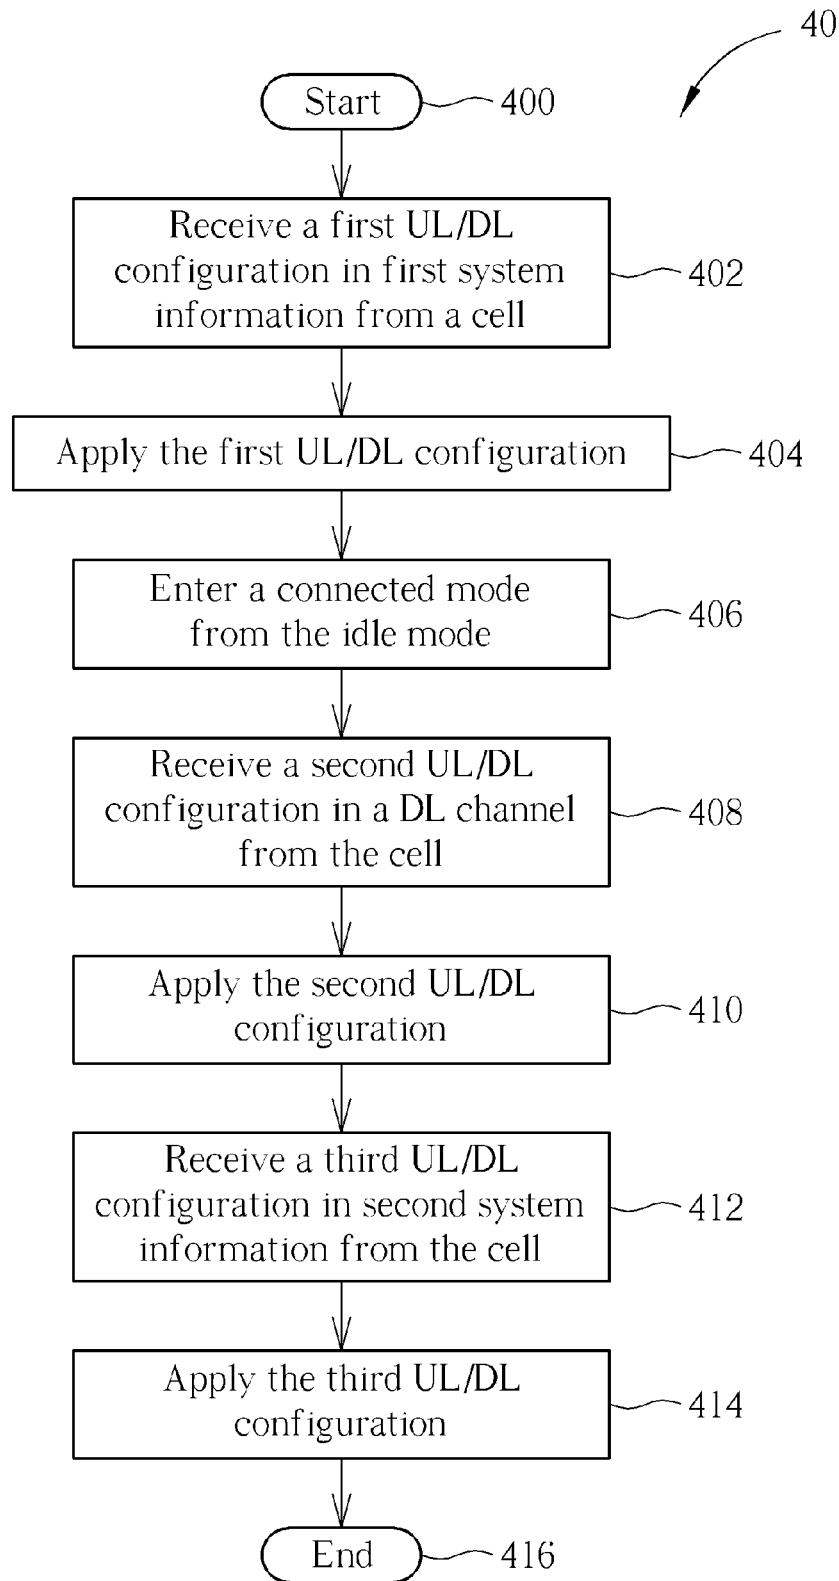 40
Start
400
Receive a first UL/DL
configuration in first system
information from a cell
402
Apply the first UL/DL configuration
404
Enter a connected mode
from the idle mode
406
Receive a second UL/DL
configuration in a DL channel
from the cell
408
Apply the second UL/DL
configuration
410
Receive a third UL/DL
configuration in second system
information from the cell
412
Apply the third UL/DL
configuration
414
End
416